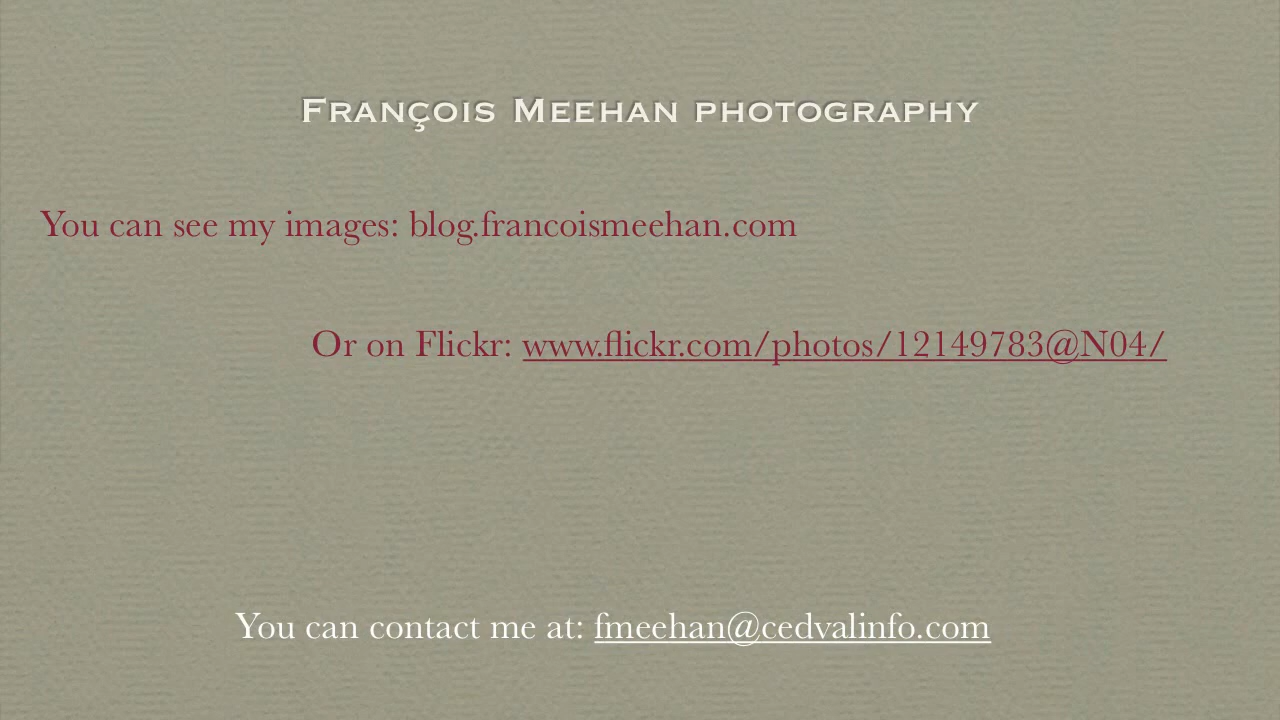 François Meehan photography
You can see my images: blog.francoismeehan.com
Or on Flickr: www.flickr.com/photos/12149783@N04/
You can contact me at: fmeehan@cedvalinfo.com